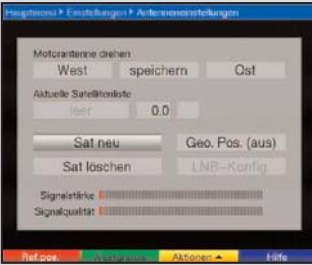 Hauptmenü Einstellungen Antenneneinstellungen
Motorantenne drehen
West speichern Ost
Aktuelle Satellitenliste
leer 0.0
Sat neu Geo. Pos. (aus)
Sat löschen LNB-Konfig.
Signalstärke
Signalqualität
Ref.pos. Aktionen Hilfe